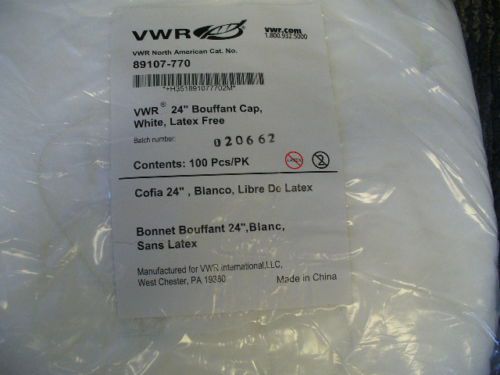 VWR
vwr.com
1.800.932.5000
VWR North American Cat. No.
89107-770
*+H351891077702M*
VWR® 24" Bouffant Cap,
White, Latex Free
Batch number: 020662
Contents: 100 Pcs/PK
LATEX
2
Cofia 24" , Blanco, Libre De Latex
Bonnet Bouffant 24",Blanc,
Sans Latex
Manufactured for VWR International,LLC,
West Chester, PA 19380
Made in China